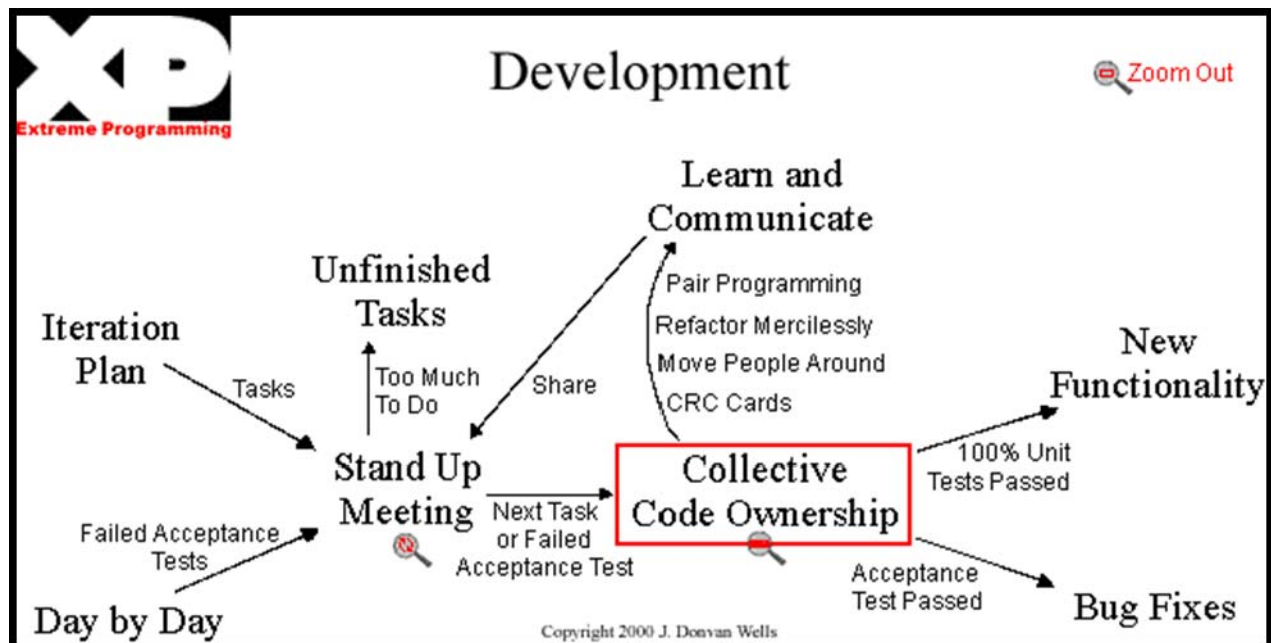 XP
Extreme Programming
Development
Zoom Out
Learn and
Communicate
Unfinished
Tasks
Iteration
Plan
Tasks
Too Much
To Do
Share
Pair Programming
Refactor Mercilessly
Move People Around
CRC Cards
New
Functionality
Stand Up
Meeting
Collective
Code Ownership
100% Unit
Tests Passed
Failed Acceptance
Tests
Next Task
or Failed
Acceptance Test
Acceptance
Test Passed
Day by Day
Bug Fixes
Copyright 2000 J. Donvan Wells